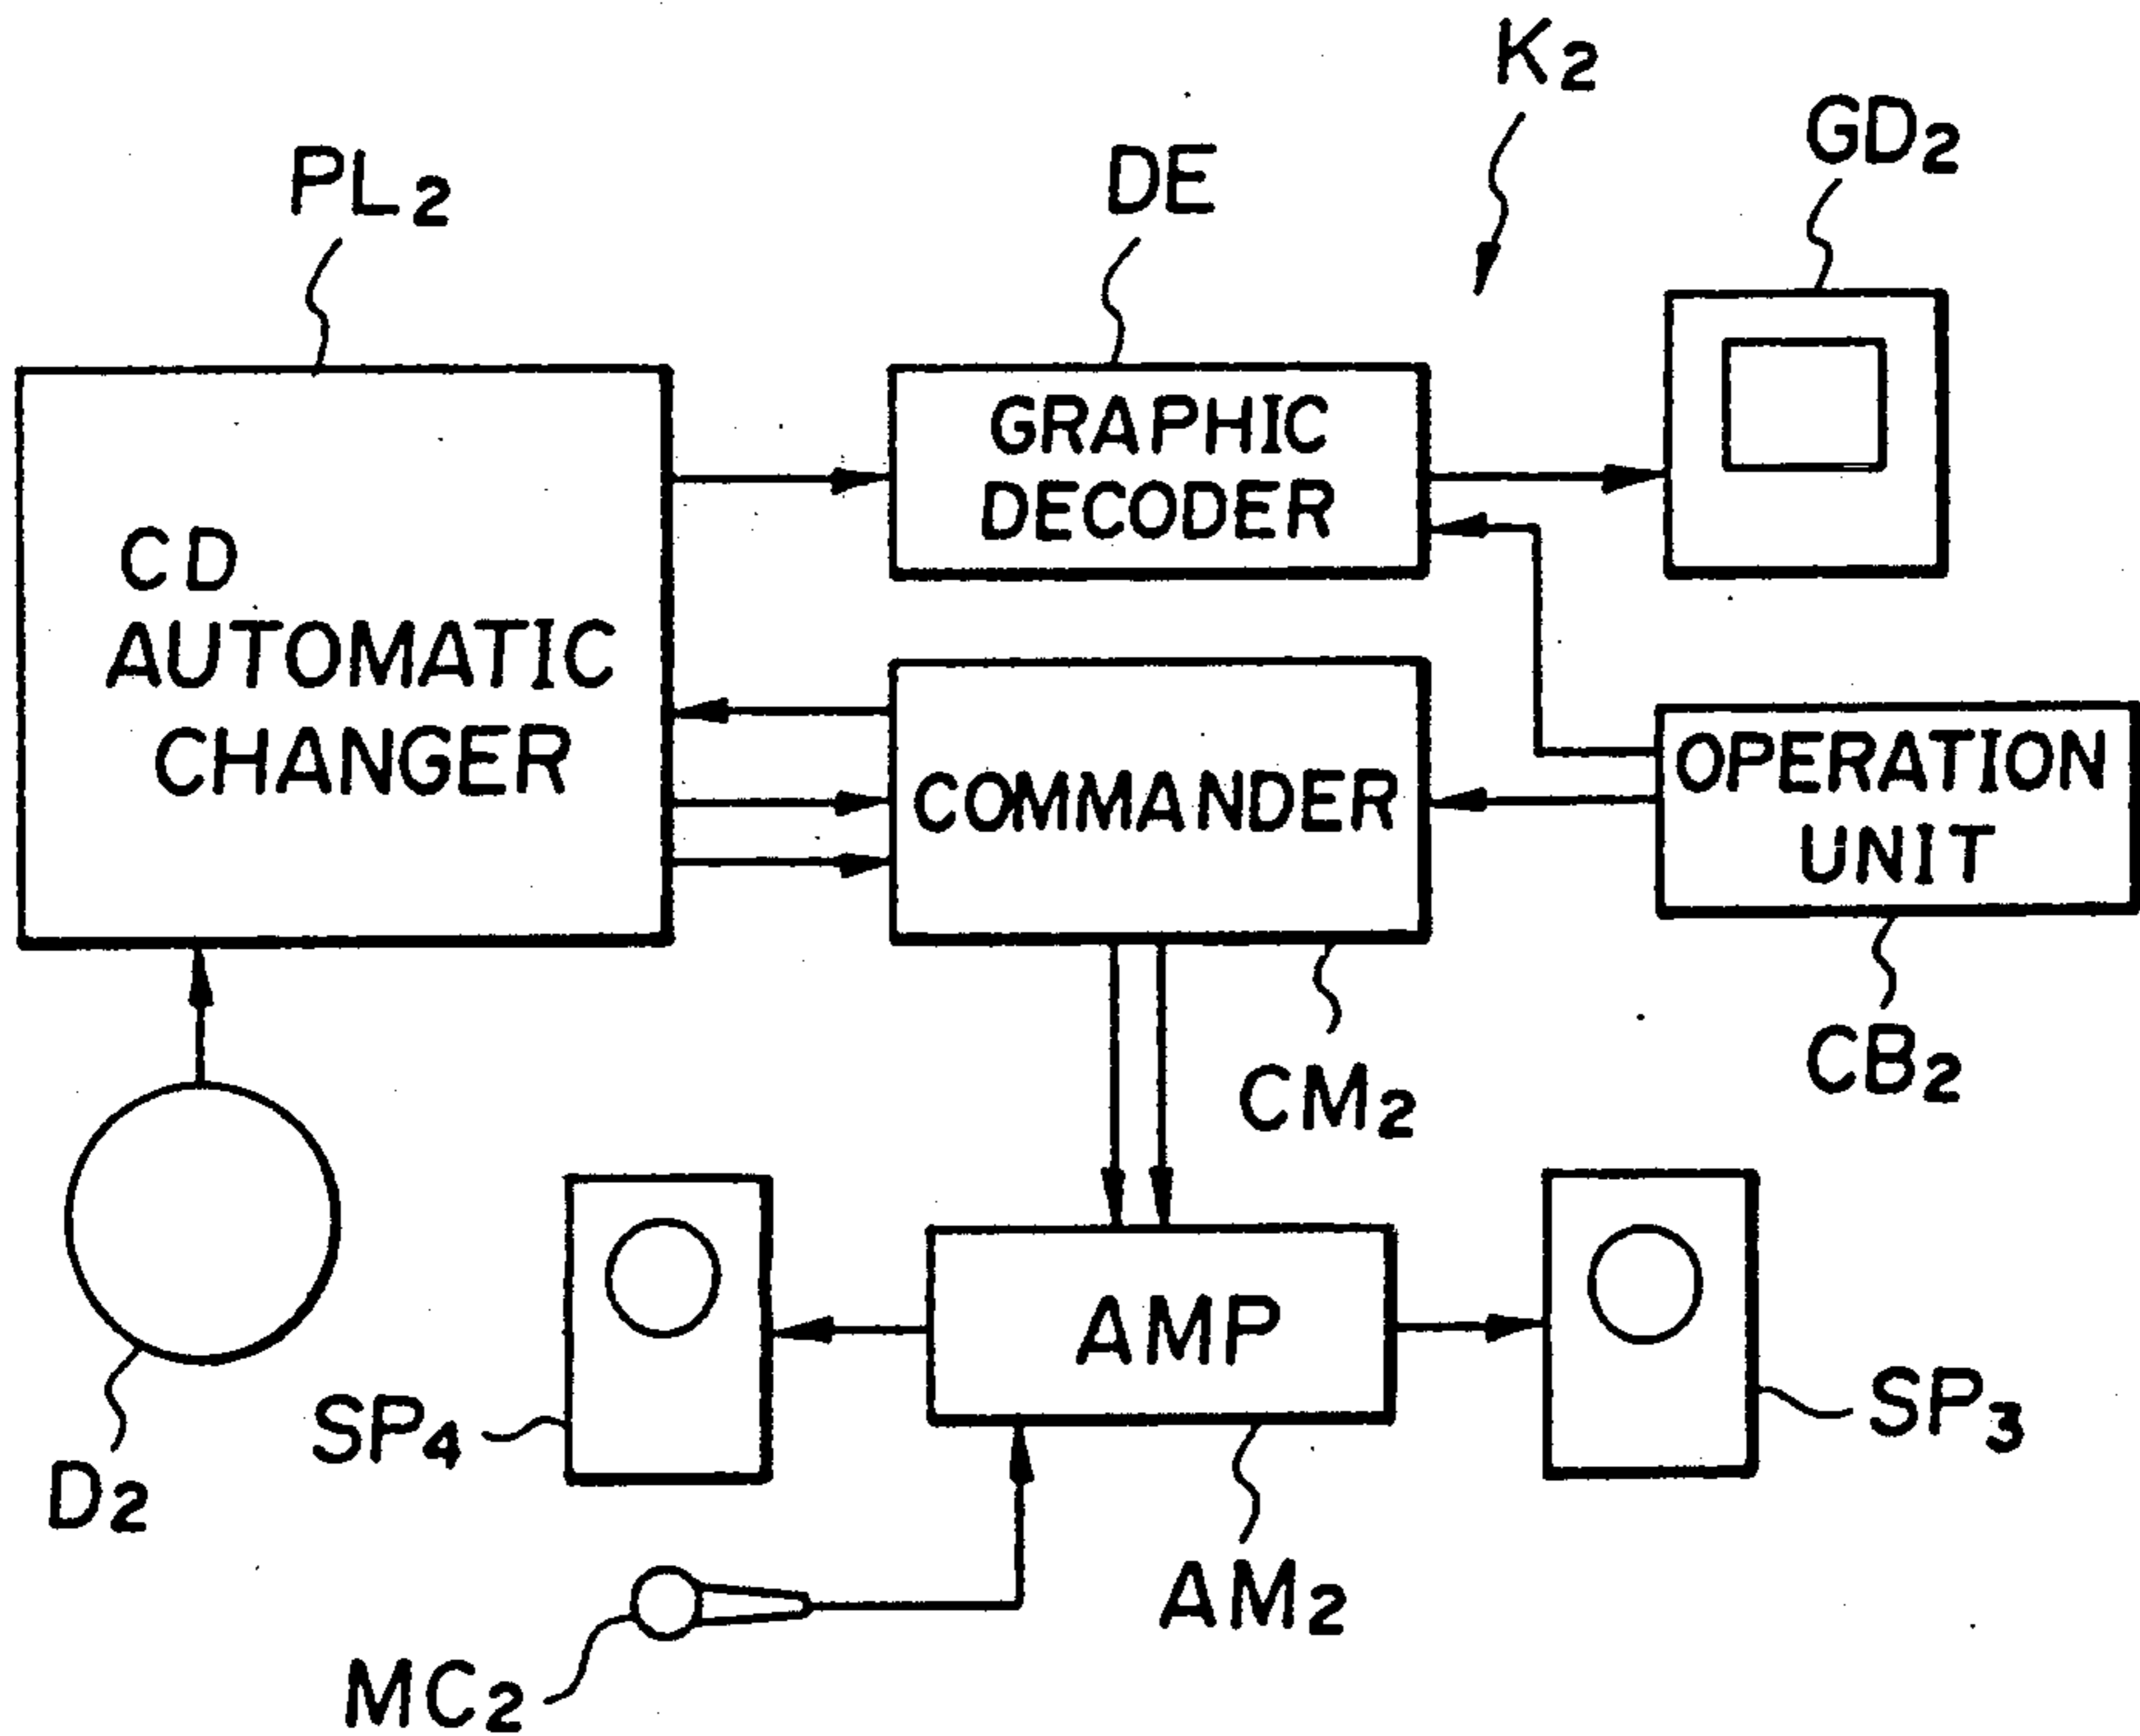 K2
GD2
PL2
DE
GRAPHIC
DECODER
CD
AUTOMATIC
CHANGER
COMMANDER
OPERATION
UNIT
CB2
CM2
AMP
SP4
SP3
D2
AM2
MC2